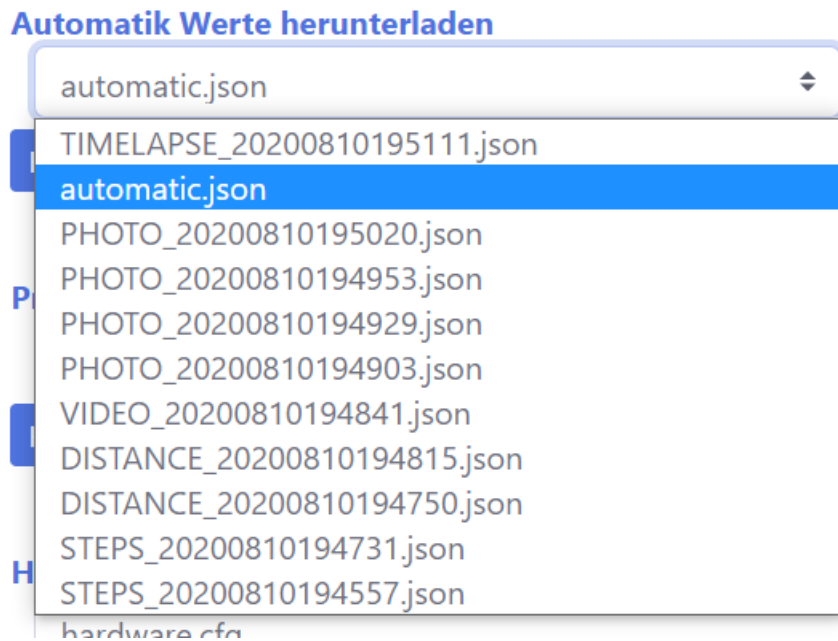 Automatik Werte herunterladen
automatic.json
TIMELAPSE_20200810195111.json
automatic.json
PHOTO_20200810195020.json
PHOTO_20200810194953.json
PHOTO_20200810194929.json
PHOTO_20200810194903.json
VIDEO_20200810194841.json
DISTANCE_20200810194815.json
DISTANCE_20200810194750.json
STEPS_20200810194731.json
STEPS_20200810194557.json
hardware.cfg